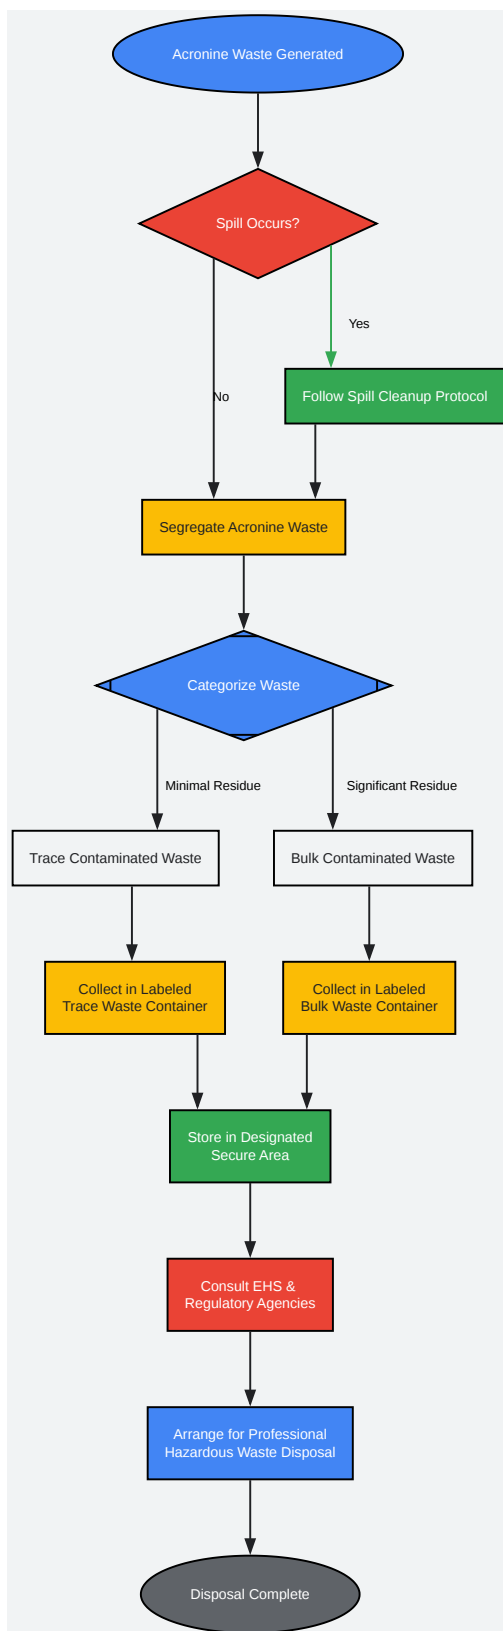 Acronine Waste Generated
Spill Occurs?
Yes
No
Follow Spill Cleanup Protocol
Segregate Acronine Waste
Categorize Waste
Minimal Residue
Significant Residue
Trace Contaminated Waste
Bulk Contaminated Waste
Collect in Labeled
Trace Waste Container
Collect in Labeled
Bulk Waste Container
Store in Designated
Secure Area
Consult EHS &
Regulatory Agencies
Arrange for Professional
Hazardous Waste Disposal
Disposal Complete